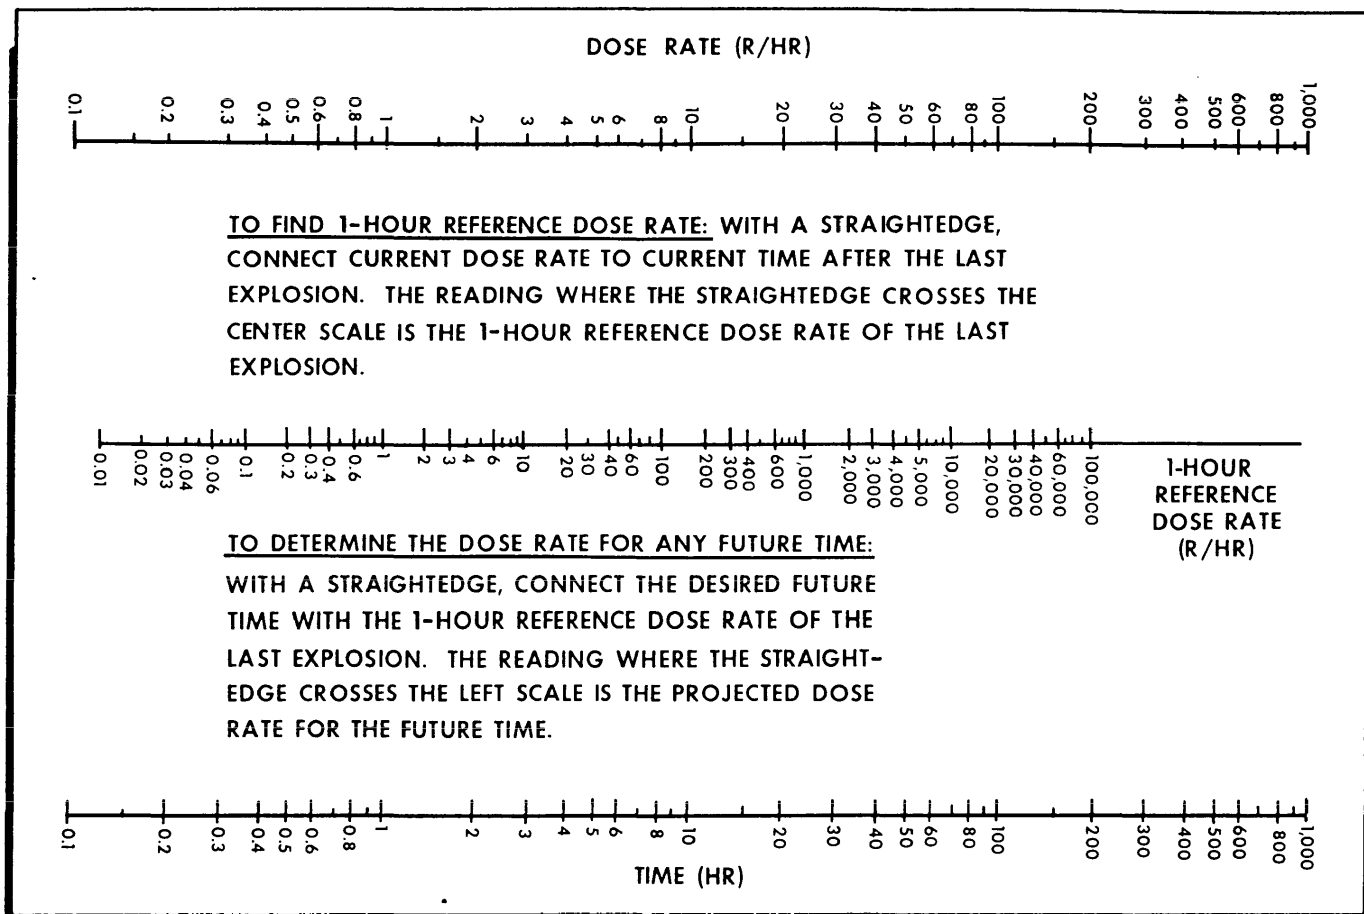 DOSE RATE (R/HR)
0.1 0.2 0.3 0.4 0.5 0.6 0.8 1 2 3 4 5 6 8 10 20 30 40 50 60 80 100 200 300 400 500 600 800 1,000
TO FIND 1-HOUR REFERENCE DOSE RATE: WITH A STRAIGHTEDGE,
CONNECT CURRENT DOSE RATE TO CURRENT TIME AFTER THE LAST
EXPLOSION. THE READING WHERE THE STRAIGHTEDGE CROSSES THE
CENTER SCALE IS THE 1-HOUR REFERENCE DOSE RATE OF THE LAST
EXPLOSION.
0.01 0.02 0.03 0.04 0.06 0.1 0.2 0.3 0.4 0.6 1 2 3 4 6 10 20 30 40 60 100 200 300 400 600 1,000 2,000 3,000 4,000 5,000 10,000 20,000 30,000 40,000 60,000 100,000
1-HOUR
REFERENCE
DOSE RATE
(R/HR)
TO DETERMINE THE DOSE RATE FOR ANY FUTURE TIME:
WITH A STRAIGHTEDGE, CONNECT THE DESIRED FUTURE
TIME WITH THE 1-HOUR REFERENCE DOSE RATE OF THE
LAST EXPLOSION. THE READING WHERE THE STRAIGHT-
EDGE CROSSES THE LEFT SCALE IS THE PROJECTED DOSE
RATE FOR THE FUTURE TIME.
0.1 0.2 0.3 0.4 0.5 0.6 0.8 1 2 3 4 5 6 8 10 20 30 40 50 60 80 100 200 300 400 500 600 800 1,000
TIME (HR)